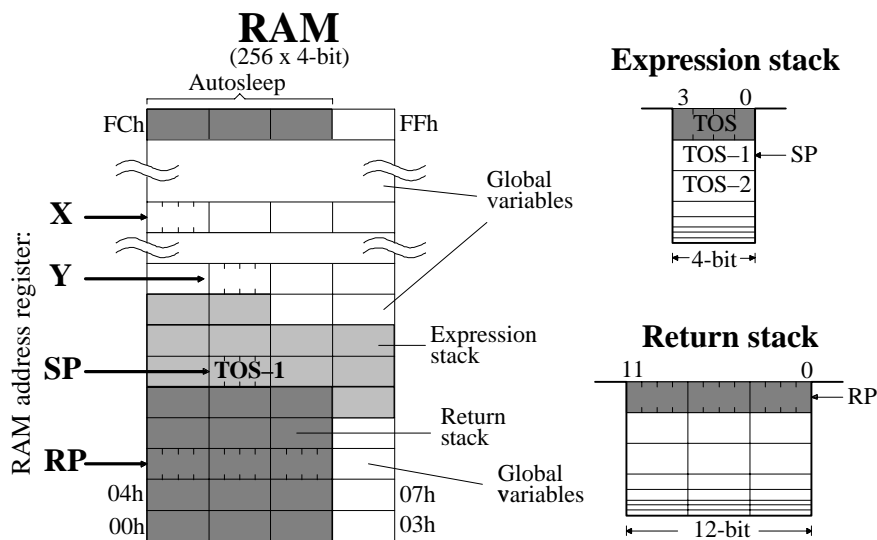 RAM
(256 x 4-bit)
Autosleep
FCh
FFh
Global
variables
X
Y
RAM address register:
Expression
stack
SP
TOS–1
Return
stack
RP
Global
variables
04h
07h
00h
03h
Expression stack
3
0
TOS
TOS–1
SP
TOS–2
4-bit
Return stack
11
0
RP
12-bit